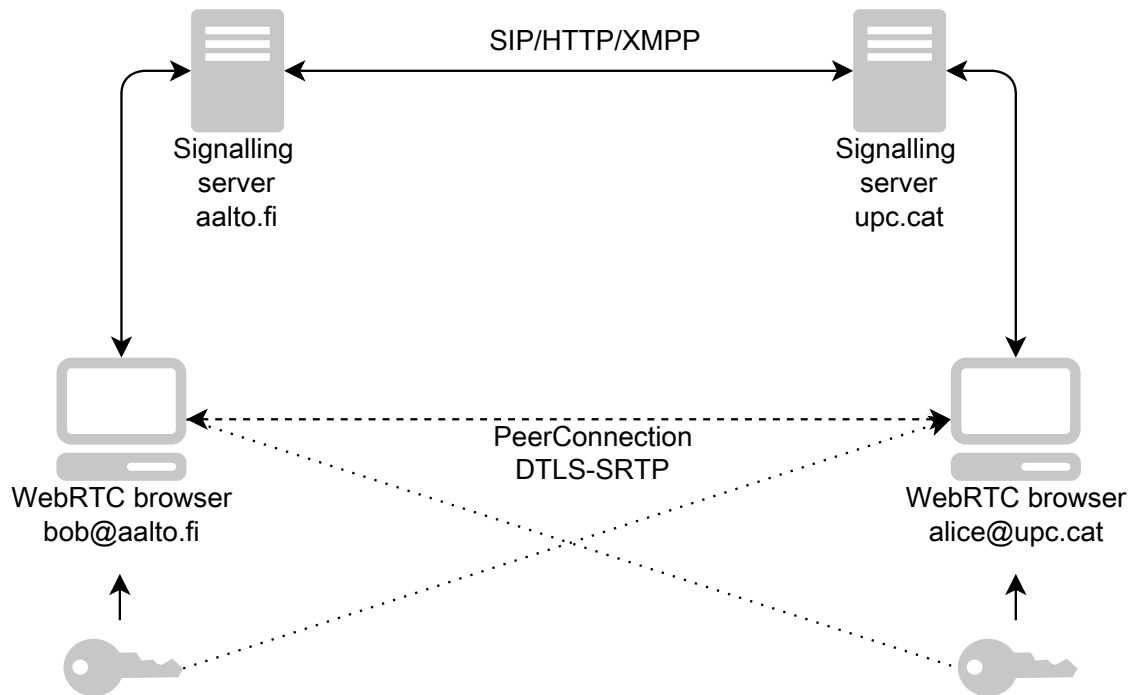 SIP/HTTP/XMPP
Signalling
server
aalto.fi
Signalling
server
upc.cat
PeerConnection
DTLS-SRTP
WebRTC browser
bob@aalto.fi
WebRTC browser
alice@upc.cat